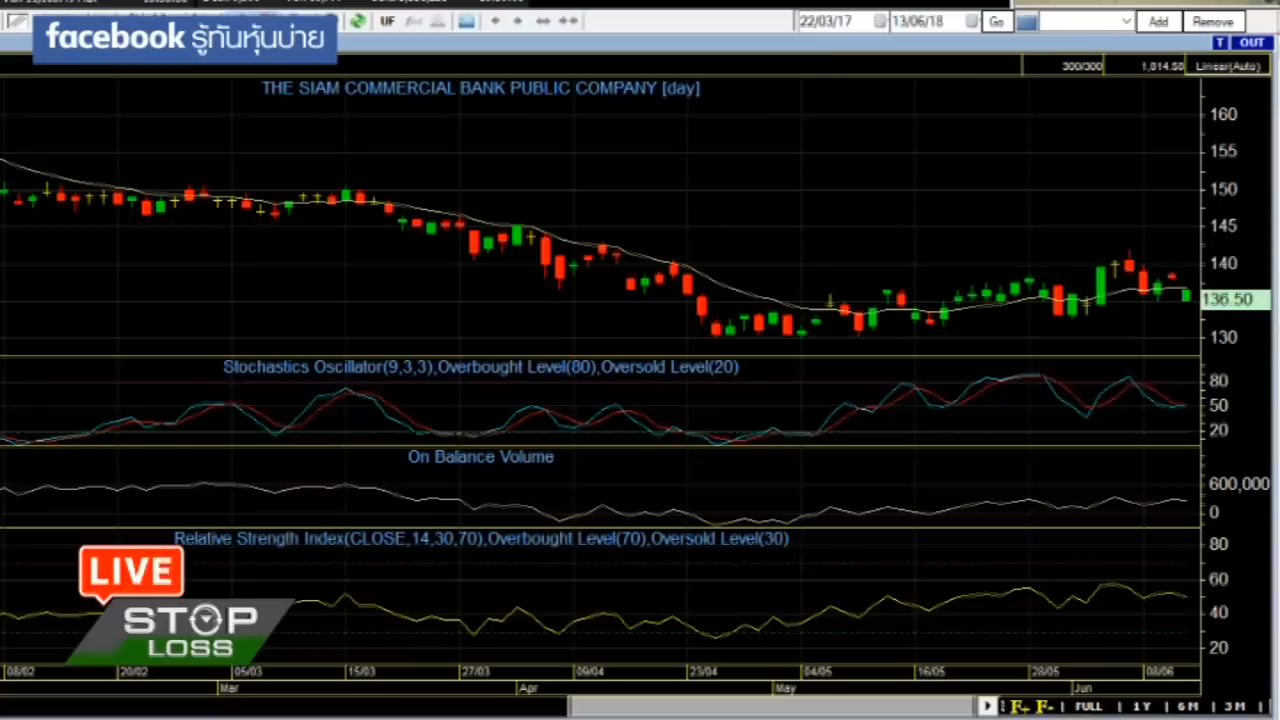 UF
22/03/17
13/06/18
Go
Add
Remove
facebook รู้ทันหุ้นบ่าย
T
OUT
300/300
1,814.50
Linear(Auto)
THE SIAM COMMERCIAL BANK PUBLIC COMPANY [day]
160
155
150
145
140
136.50
130
Stochastics Oscillator(9,3,3),Overbought Level(80),Oversold Level(20)
80
50
20
On Balance Volume
600,000
0
Relative Strength Index(CLOSE,14,30,70),Overbought Level(70),Oversold Level(30)
80
60
40
20
LIVE
STOP
LOSS
08/02
20/02
05/03
15/03
27/03
09/04
23/04
04/05
16/05
28/05
08/06
Mar
Apr
May
Jun
F+ F- | FULL | 1 Y | 6 M | 3 M |